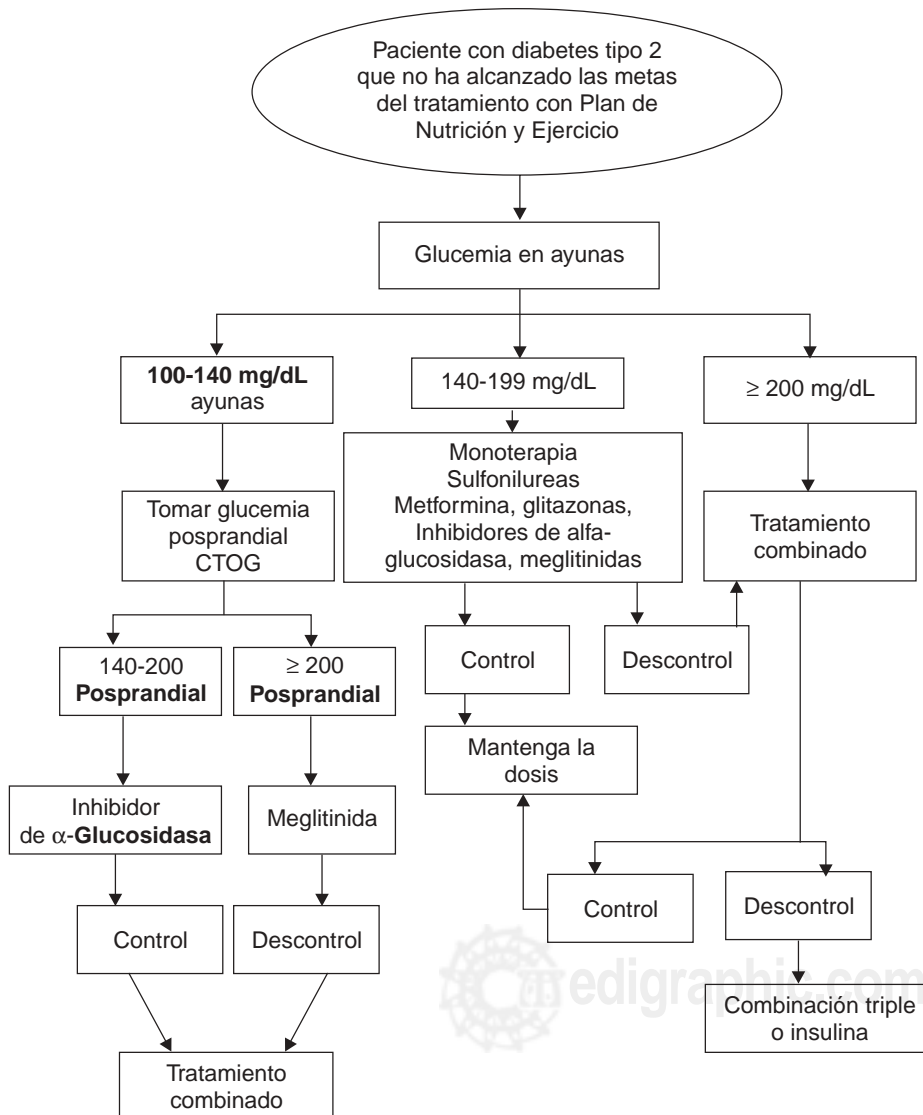 Paciente con diabetes tipo 2
que no ha alcanzado las metas
del tratamiento con Plan de
Nutrición y Ejercicio
Glucemia en ayunas
100-140 mg/dL
ayunas
140-199 mg/dL
≥ 200 mg/dL
Tomar glucemia
posprandial
CTOG
Monoterapia
Sulfonilureas
Metformina, glitazonas,
Inhibidores de alfa-
glucosidasa, meglitinidas
Tratamiento
combinado
140-200
Posprandial
≥ 200
Posprandial
Control
Descontrol
Mantenga la
dosis
Inhibidor
de α-Glucosidasa
Meglitinida
Control
Descontrol
Control
Descontrol
Tratamiento
combinado
Combinación triple
o insulina
medigraphic.com